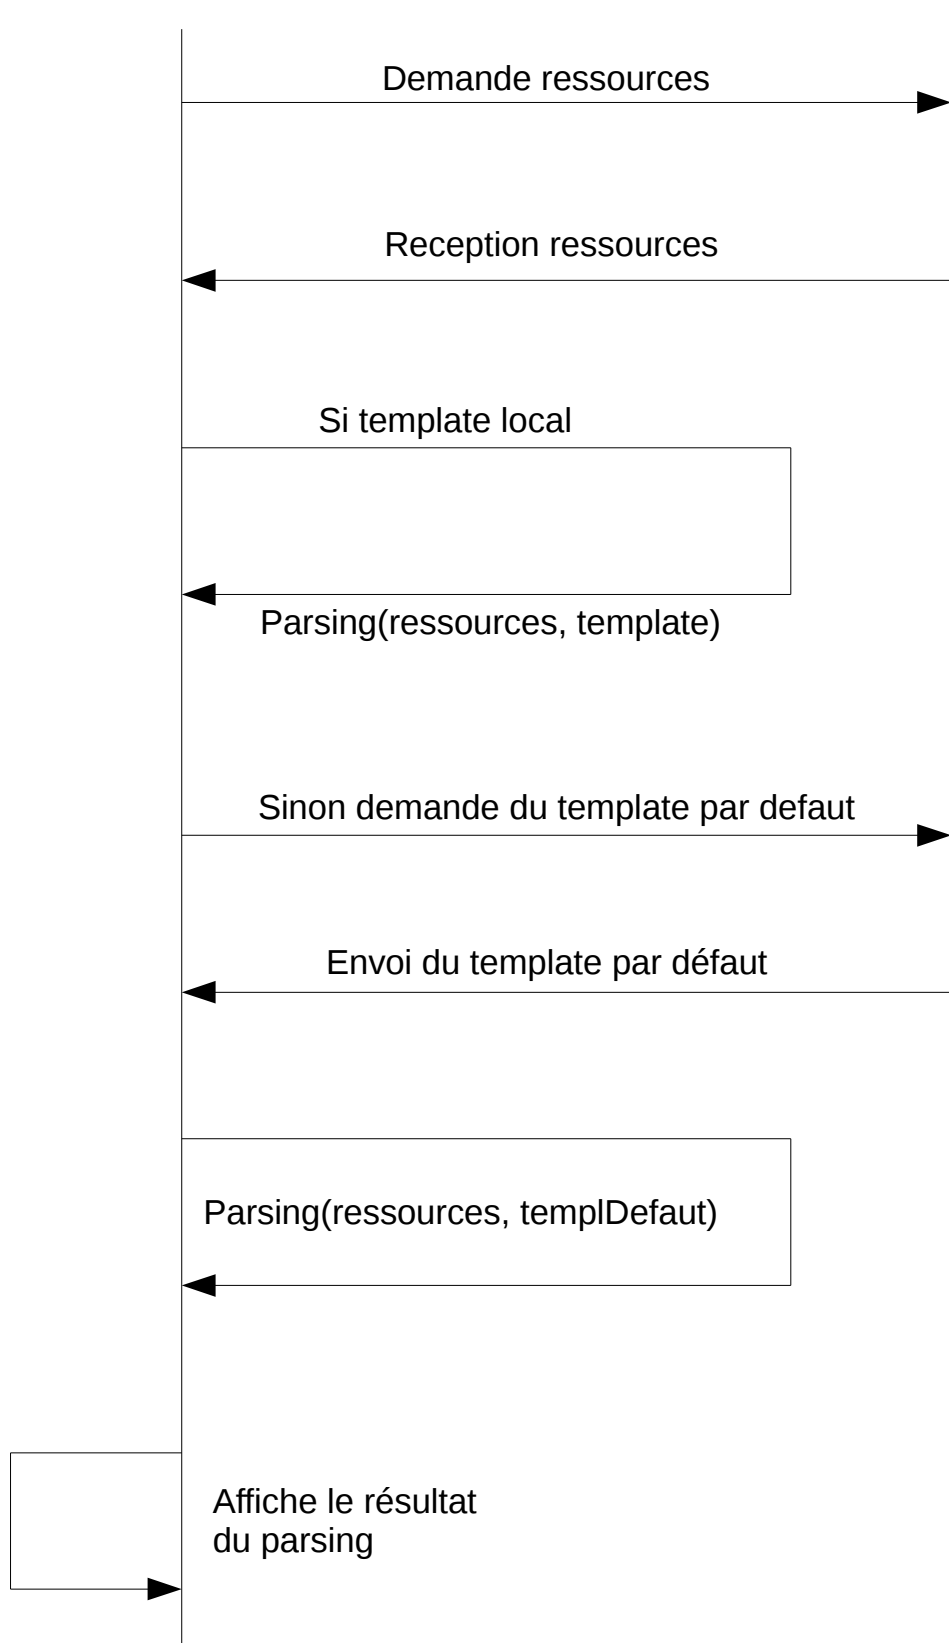 Demande ressources
Reception ressources
Si template local
Parsing(ressources, template)
Sinon demande du template par defaut
Envoi du template par défaut
Parsing(ressources, templDefaut)
Affiche le résultat
du parsing